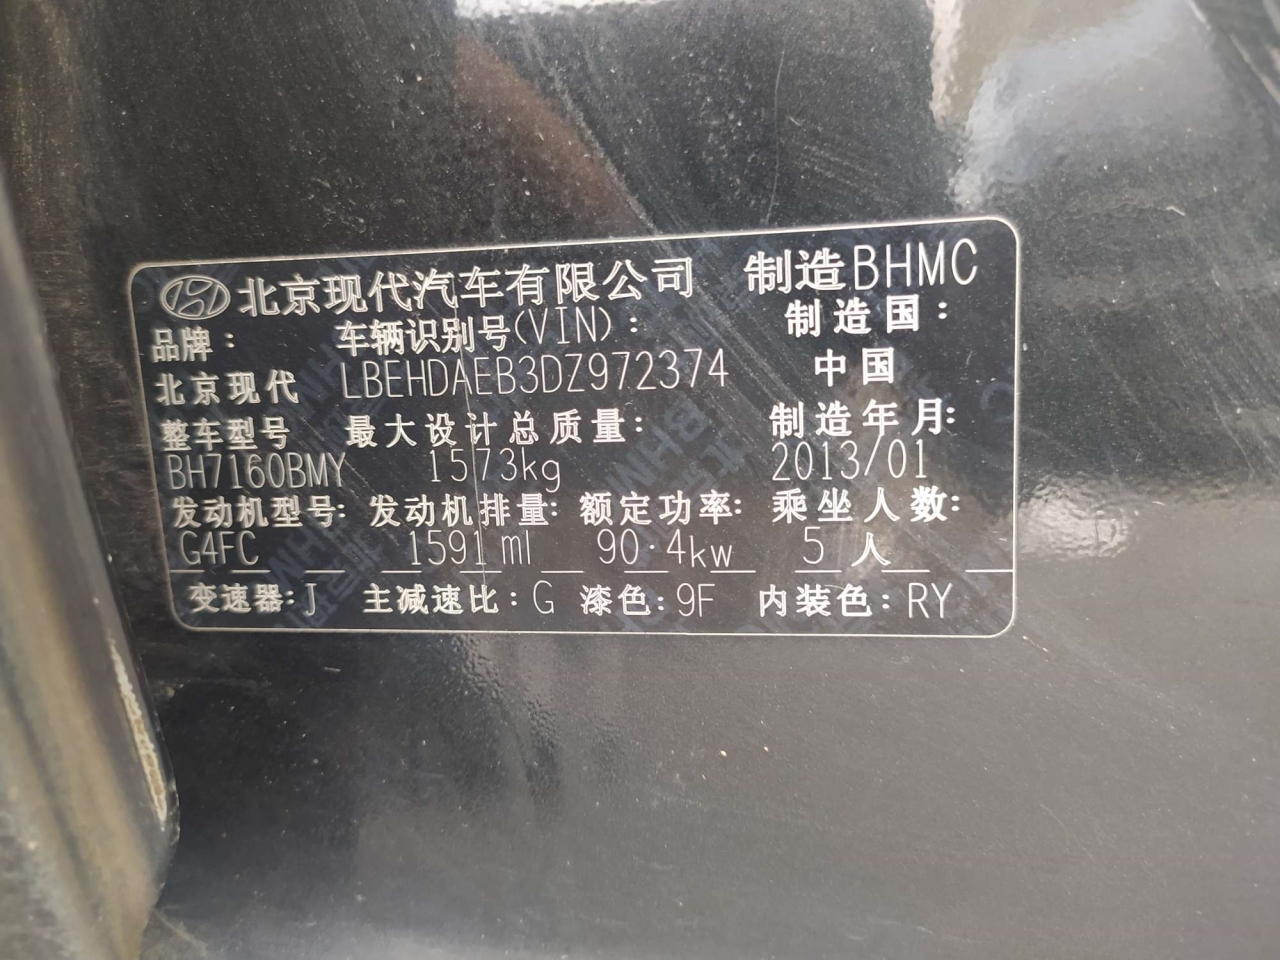 北京现代汽车有限公司 制造BHMC
品牌: 车辆识别号(VIN): 制造国:
北京现代 LBEHDAEB3DZ972374 中国
整车型号 最大设计总质量: 制造年月:
BH7160BMY 1573kg 2013/01
发动机型号: 发动机排量: 额定功率: 乘坐人数:
G4FC 1591ml 90.4kw 5人
变速器:J 主减速比:G 漆色:9F 内装色:RY